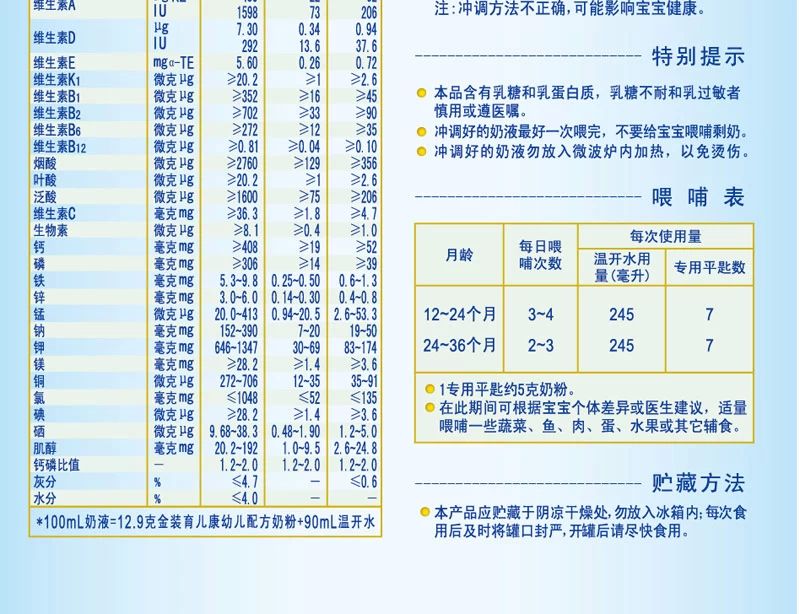 维生素A
IU 1598 73 206
维生素D μg 7.30 0.34 0.94
IU 292 13.6 37.6
维生素E mgα-TE 5.60 0.26 0.72
维生素K1 微克μg ≥20.2 ≥1 ≥2.6
维生素B1 微克μg ≥352 ≥16 ≥45
维生素B2 微克μg ≥702 ≥33 ≥90
维生素B6 微克μg ≥272 ≥12 ≥35
维生素B12 微克μg ≥0.81 ≥0.04 ≥0.10
烟酸 微克μg ≥2760 ≥129 ≥356
叶酸 微克μg ≥20.2 ≥1 ≥2.6
泛酸 微克μg ≥1600 ≥75 ≥206
维生素C 毫克mg ≥36.3 ≥1.8 ≥4.7
生物素 微克μg ≥8.1 ≥0.4 ≥1.0
钙 毫克mg ≥408 ≥19 ≥52
磷 毫克mg ≥306 ≥14 ≥39
铁 毫克mg 5.3~9.8 0.25~0.50 0.6~1.3
锌 毫克mg 3.0~6.0 0.14~0.30 0.4~0.8
锰 微克μg 20.0~413 0.94~20.5 2.6~53.3
钠 毫克mg 152~390 7~20 19~50
钾 毫克mg 646~1347 30~69 83~174
镁 毫克mg ≥28.2 ≥1.4 ≥3.6
铜 微克μg 272~706 12~35 35~91
氯 毫克mg ≤1048 ≤52 ≤135
碘 微克μg ≥28.2 ≥1.4 ≥3.6
硒 微克μg 9.68~38.3 0.48~1.90 1.2~5.0
肌醇 毫克mg 20.2~192 1.0~9.5 2.6~24.8
钙磷比值 — 1.2~2.0 1.2~2.0 1.2~2.0
灰分 % ≤4.7 — ≤0.6
水分 % ≤4.0 — —
*100mL奶液=12.9克金装育儿康幼儿配方奶粉+90mL温开水
注:冲调方法不正确,可能影响宝宝健康。
特别提示
本品含有乳糖和乳蛋白质，乳糖不耐和乳过敏者
慎用或遵医嘱。
冲调好的奶液最好一次喂完，不要给宝宝喂哺剩奶。
冲调好的奶液勿放入微波炉内加热，以免烫伤。
喂哺表
月龄 每日喂哺次数 每次使用量
温开水用量(毫升) 专用平匙数
12~24个月 3~4 245 7
24~36个月 2~3 245 7
1专用平匙约5克奶粉。
在此期间可根据宝宝个体差异或医生建议，适量
喂哺一些蔬菜、鱼、肉、蛋、水果或其它辅食。
贮藏方法
本产品应贮藏于阴凉干燥处,勿放入冰箱内;每次食
用后及时将罐口封严,开罐后请尽快食用。